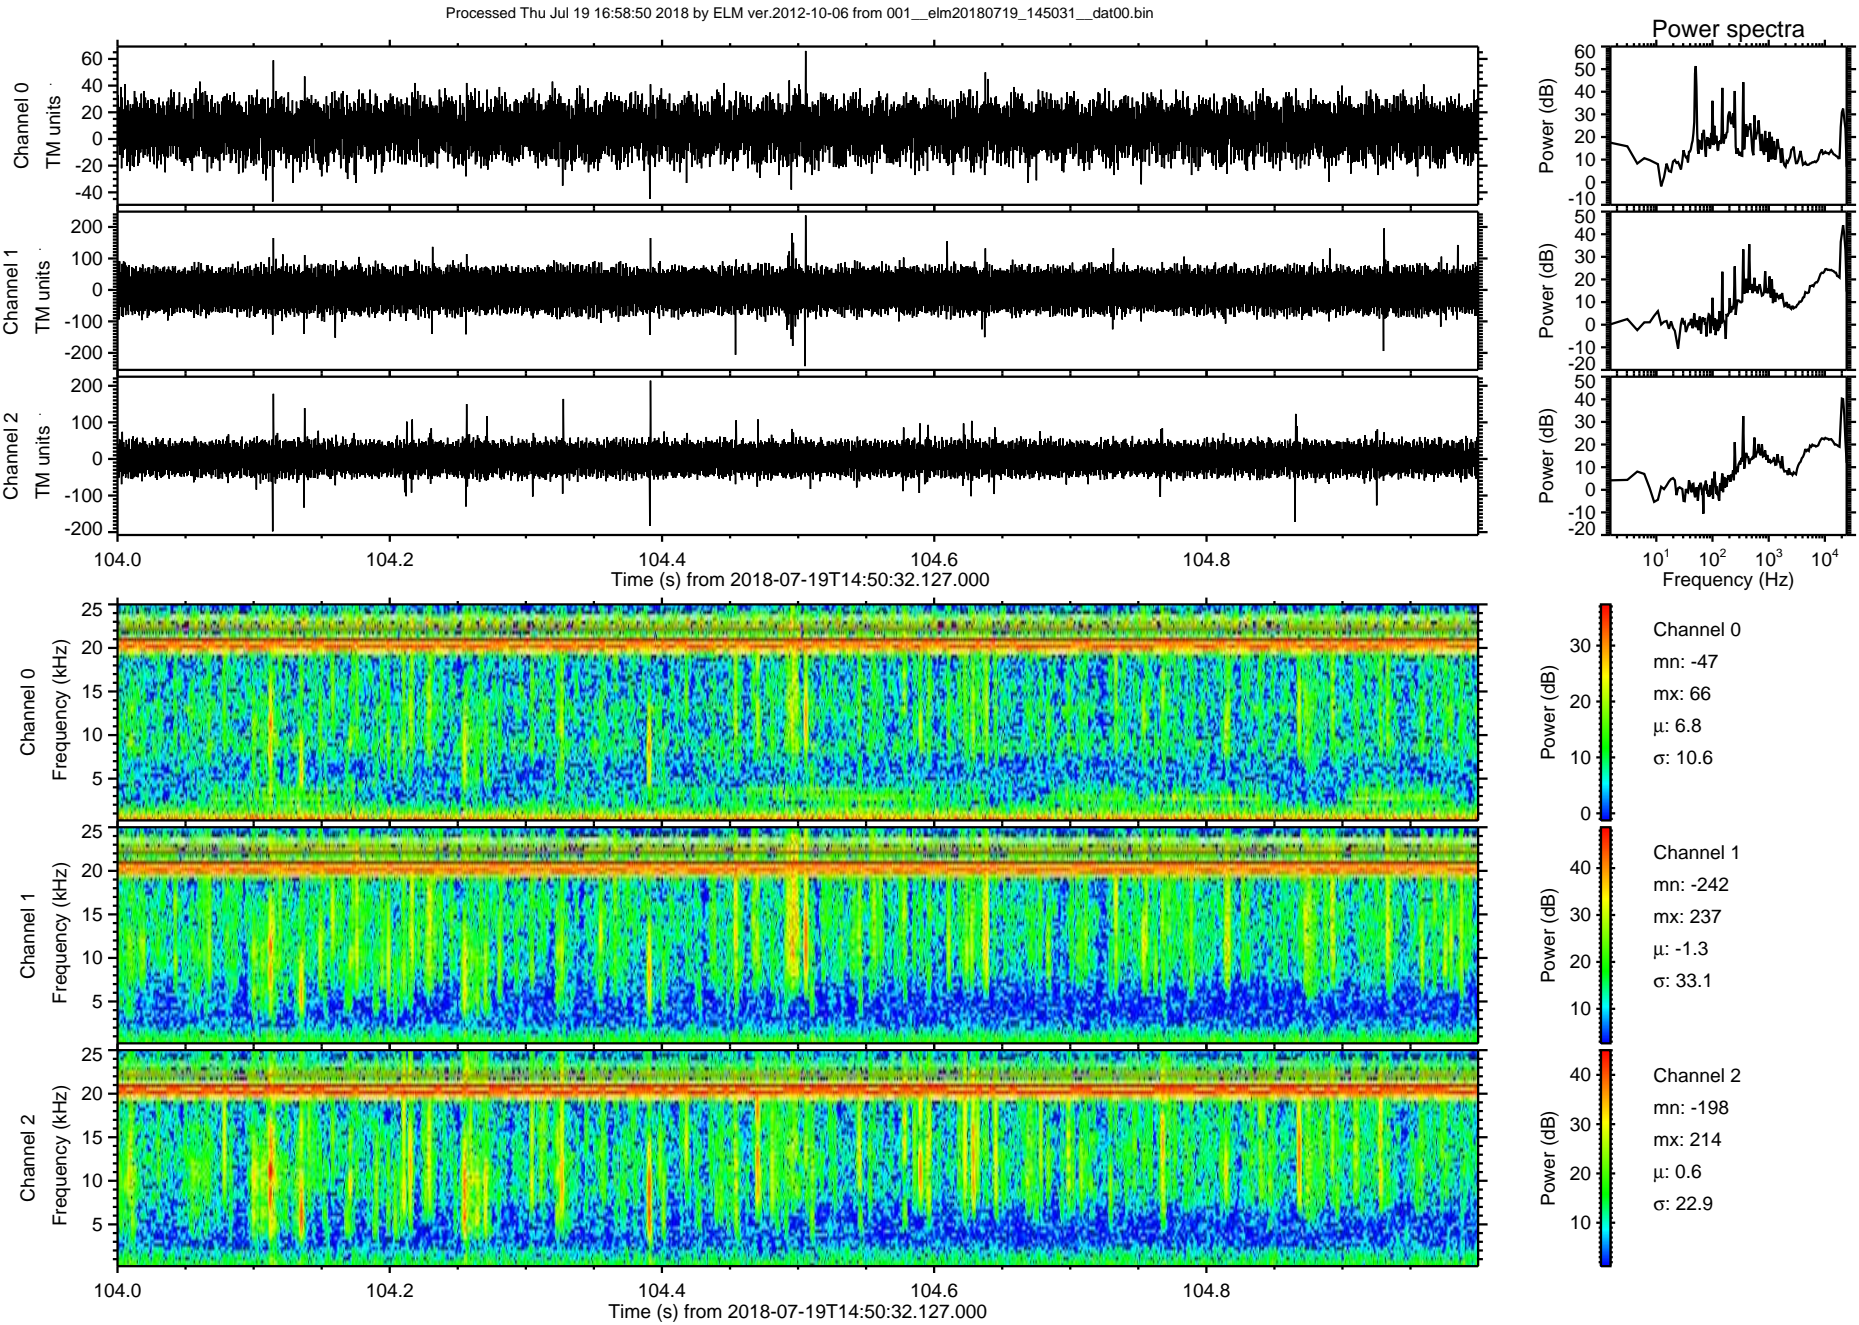 Processed Thu Jul 19 16:58:50 2018 by ELM ver.2012-10-06 from 001__elm20180719_145031__dat00.bin
Power spectra
Channel 0
TM units
60
40
20
0
-20
-40
Power (dB)
60
50
40
30
20
10
0
-10
Channel 1
TM units
200
100
0
-100
-200
Power (dB)
50
40
30
20
10
0
-10
-20
Channel 2
TM units
200
100
0
-100
-200
Power (dB)
50
40
30
20
10
0
-10
-20
104.0 104.2 104.4 104.6 104.8
Time (s) from 2018-07-19T14:50:32.127.000
10^1 10^2 10^3 10^4
Frequency (Hz)
Channel 0
Frequency (kHz)
25
20
15
10
5
Power (dB)
30
20
10
0
Channel 0
mn: -47
mx: 66
µ: 6.8
σ: 10.6
Channel 1
Frequency (kHz)
25
20
15
10
5
Power (dB)
40
30
20
10
Channel 1
mn: -242
mx: 237
µ: -1.3
σ: 33.1
Channel 2
Frequency (kHz)
25
20
15
10
5
Power (dB)
40
30
20
10
Channel 2
mn: -198
mx: 214
µ: 0.6
σ: 22.9
104.0 104.2 104.4 104.6 104.8
Time (s) from 2018-07-19T14:50:32.127.000